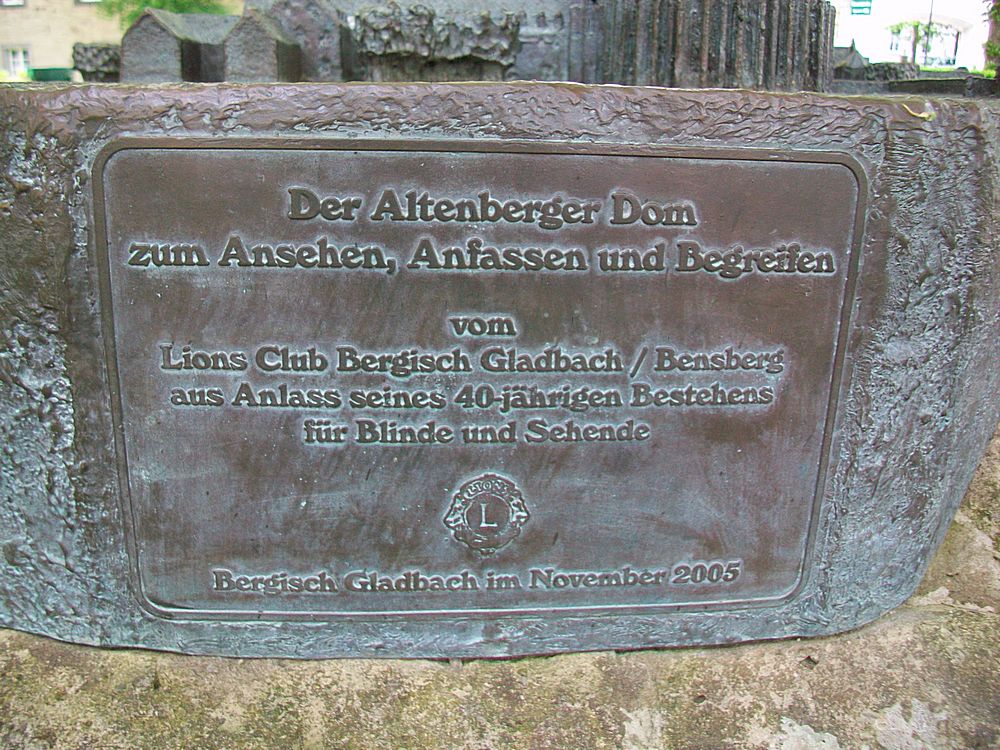 Der Altenberger Dom
zum Ansehen, Anfassen und Begreifen
vom
Lions Club Bergisch Gladbach / Bensberg
aus Anlass seines 40-jährigen Bestehens
für Blinde und Sehende
LIONS
L
Bergisch Gladbach im November 2005